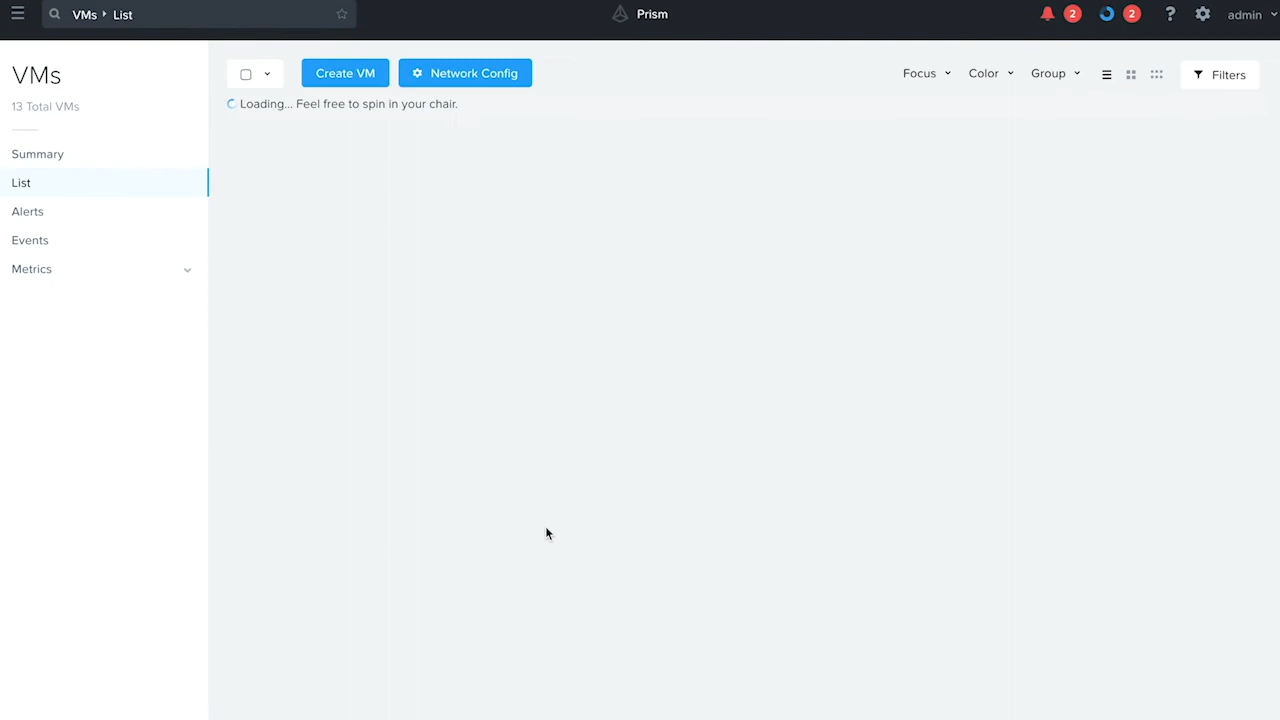 VMs
List
Prism
2
2
?
admin
VMs
13 Total VMs
Summary
List
Alerts
Events
Metrics
Create VM
Network Config
Focus
Color
Group
Filters
Loading... Feel free to spin in your chair.